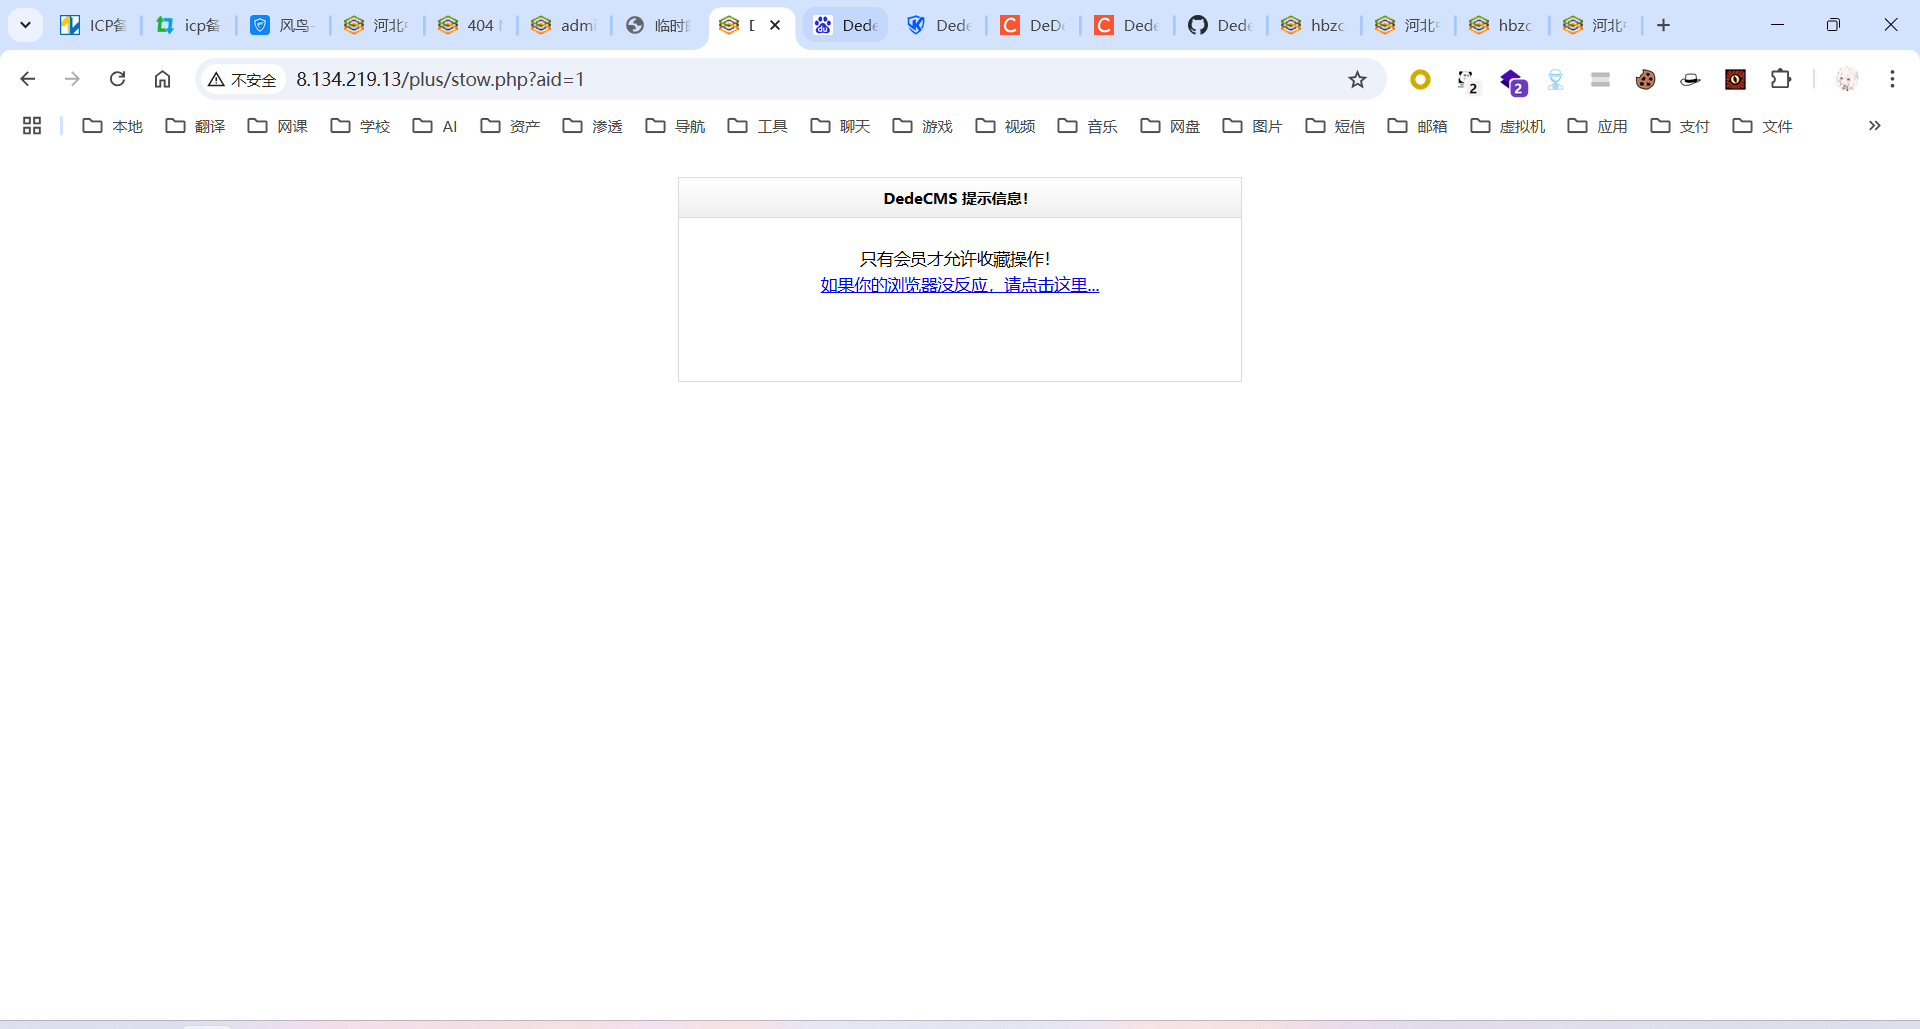 ICP备 icp备 风鸟- 河北 404 admi 临时 Dede Dede DeDe Dede Dede hbzc 河北 hbzc 河北
不安全 8.134.219.13/plus/stow.php?aid=1 2 2
本地 翻译 网课 学校 AI 资产 渗透 导航 工具 聊天 游戏 视频 音乐 网盘 图片 短信 邮箱 虚拟机 应用 支付 文件
DedeCMS 提示信息!
只有会员才允许收藏操作!
如果你的浏览器没反应,请点击这里...